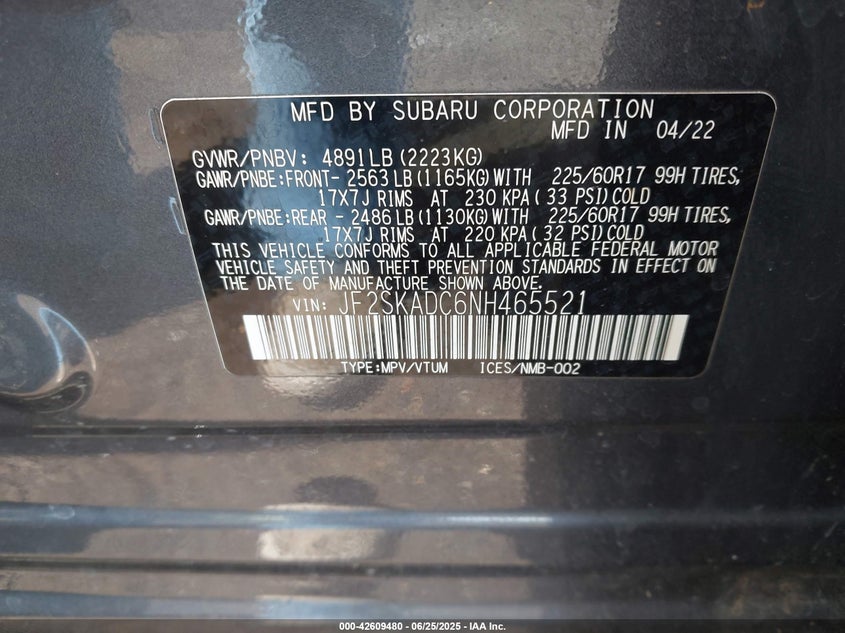 MFD BY SUBARU CORPORATION
MFD IN 04/22
GVWR/PNBV: 4891LB(2223KG)
GAWR/PNBE:FRONT- 2563LB(1165KG)WITH 225/60R17 99H TIRES,
17X7J RIMS AT 230 KPA( 33 PSI)COLD
GAWR/PNBE:REAR - 2486LB(1130KG)WITH 225/60R17 99H TIRES,
17X7J RIMS AT 220 KPA( 32 PSI)COLD
THIS VEHICLE CONFORMS TO ALL APPLICABLE FEDERAL MOTOR
VEHICLE SAFETY AND THEFT PREVENTION STANDARDS IN EFFECT ON
THE DATE OF MANUFACTURE SHOWN ABOVE.
VIN: JF2SKADC6NH465521
TYPE:MPV/VTUM ICES/NMB-002
000-42609480 - 06/25/2025 - IAA Inc.